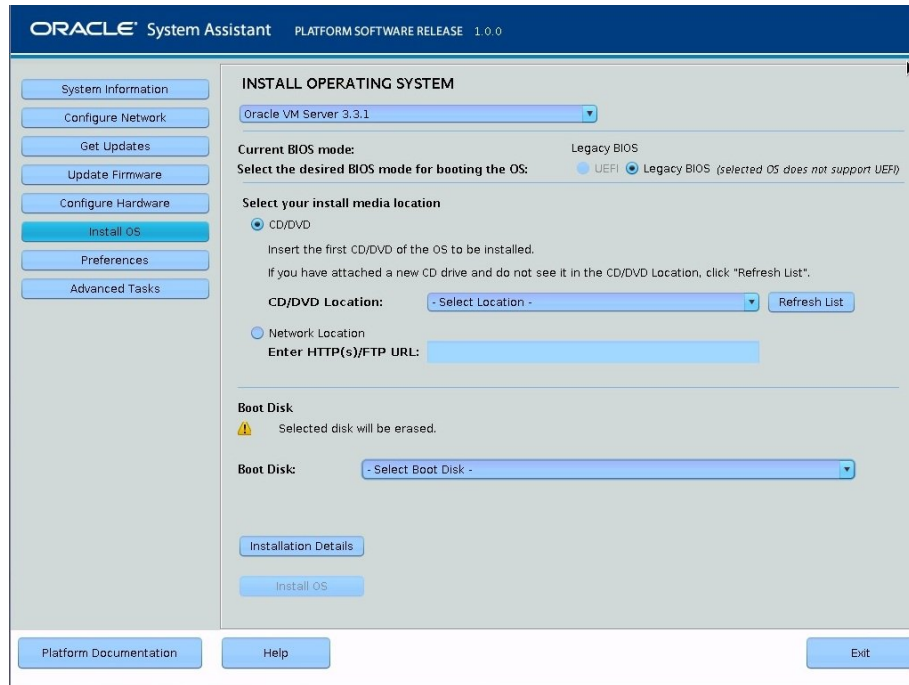 ORACLE® System Assistant PLATFORM SOFTWARE RELEASE 1.0.0
System Information
Configure Network
Get Updates
Update Firmware
Configure Hardware
Install OS
Preferences
Advanced Tasks
INSTALL OPERATING SYSTEM
Oracle VM Server 3.3.1
Current BIOS mode: Legacy BIOS
Select the desired BIOS mode for booting the OS: UEFI Legacy BIOS (selected OS does not support UEFI)
Select your install media location
CD/DVD
Insert the first CD/DVD of the OS to be installed.
If you have attached a new CD drive and do not see it in the CD/DVD Location, click "Refresh List".
CD/DVD Location: - Select Location - Refresh List
Network Location
Enter HTTP(s)/FTP URL:
Boot Disk
Selected disk will be erased.
Boot Disk: - Select Boot Disk -
Installation Details
Install OS
Platform Documentation Help Exit